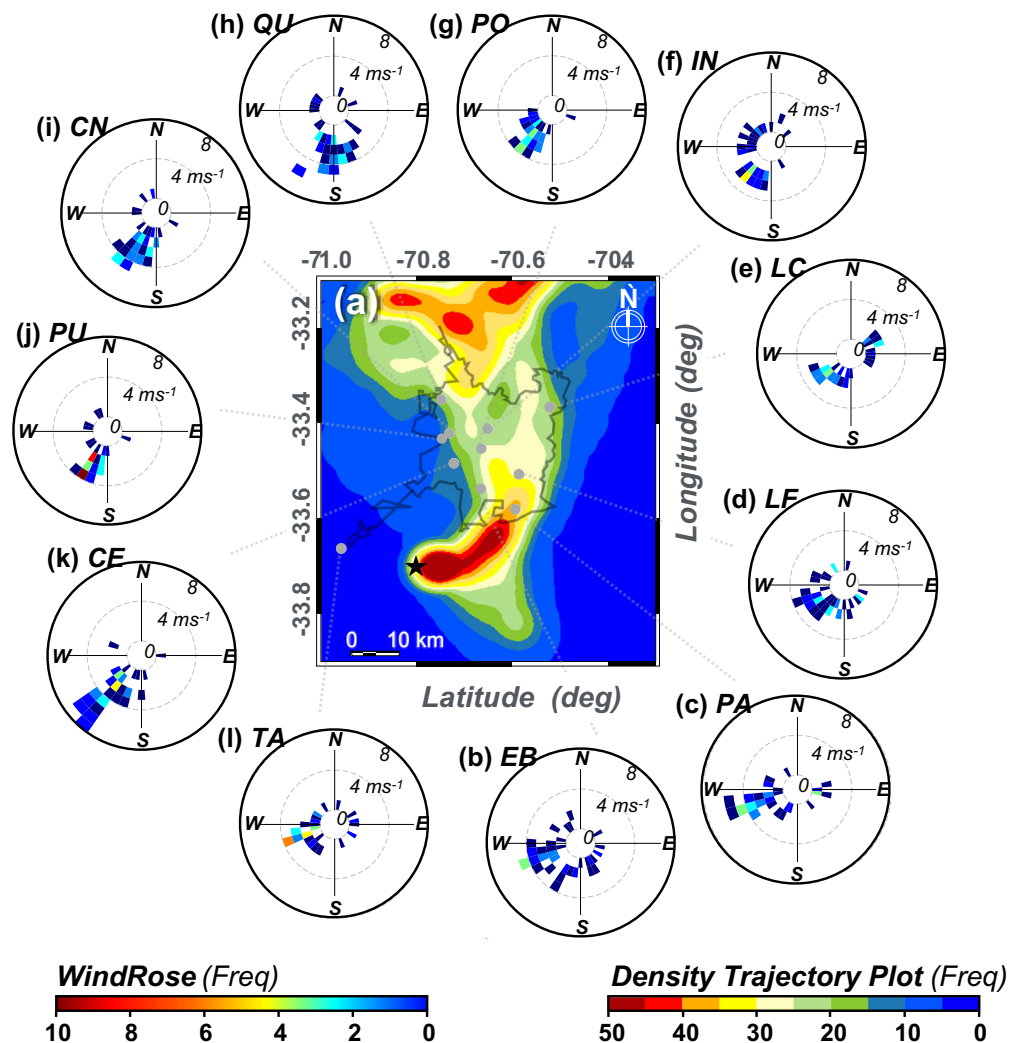 (h) QU
N
8
4 ms-1
0
W
E
S
(g) PO
N
8
4 ms-1
0
W
E
S
(f) IN
N
8
4 ms-1
0
W
E
S
(i) CN
N
8
4 ms-1
0
W
E
S
(e) LC
N
8
4 ms-1
0
W
E
S
(j) PU
N
8
4 ms-1
0
W
E
S
-71.0 -70.8 -70.6 -704
(a)
N
-33.2
-33.4
-33.6
-33.8
0 10 km
Longitude (deg)
Latitude (deg)
(d) LF
N
8
4 ms-1
0
W
E
S
(k) CE
N
8
4 ms-1
0
W
E
S
(c) PA
N
8
4 ms-1
0
W
E
S
(l) TA
N
8
4 ms-1
0
W
E
S
(b) EB
N
8
4 ms-1
0
W
E
S
WindRose (Freq)
10 8 6 4 2 0
Density Trajectory Plot (Freq)
50 40 30 20 10 0